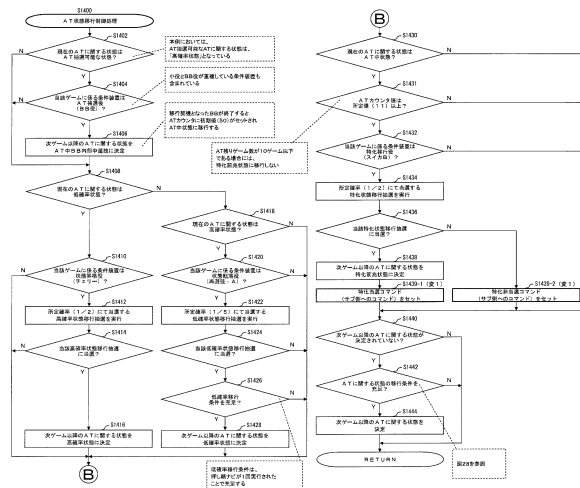 S1400
AT状態移行制御処理
S1402
現在のATに関する状態は
AT抽選可能な状態？
Y
N
本例においては、
AT抽選可能なATに関する状態は、
「高確率状態」となっている
S1404
当該ゲームに係る条件装置は
AT抽選役
(BB役)？
Y
N
小役とBB役が重複している条件装置も
含まれている
S1406
次ゲーム以降のATに関する状態を
AT中BB内部中遊技に決定
移行契機となったBBが終了すると
ATカウンタに初期値(50)がセットされ
AT中状態に移行する
S1408
現在のATに関する状態は
低確率状態？
Y
N
S1410
当該ゲームに係る条件装置は
状態昇格役
(チェリー)？
Y
N
S1412
所定確率(1/2)にて当選する
高確率状態移行抽選を実行
S1414
当該高確率状態移行抽選
に当選？
Y
N
S1416
次ゲーム以降のATに関する状態を
高確率状態に決定
S1418
現在のATに関する状態は
高確率状態？
Y
N
S1420
当該ゲームに係る条件装置は
状態転落役
(再遊技-A)？
Y
N
S1422
所定確率(1/5)にて当選する
低確率状態移行抽選を実行
S1424
当該低確率状態移行抽選
に当選？
Y
N
S1426
低確率移行
条件を充足？
Y
N
S1428
次ゲーム以降のATに関する状態を
低確率状態に決定
低確率移行条件は、
押し順ナビが1回実行された
ことで充足する
B
B
S1430
現在のATに関する状態は
AT中状態？
Y
N
S1431
ATカウンタ値は
所定値(11)以上？
Y
N
AT残りゲーム数が10ゲーム以下
である場合には、
特化前兆状態に移行しない
S1432
当該ゲームに係る条件装置は
特化移行役
(スイカB)？
Y
N
S1434
所定確率(1/2)にて当選する
特化状態移行抽選を実行
S1436
当該特化状態移行抽選
に当選？
Y
N
S1438
次ゲーム以降のATに関する状態を
特化前兆状態に決定
S1439-1(変1)
特化当選コマンド
(サブ側へのコマンド)をセット
S1439-2(変1)
特化非当選コマンド
(サブ側へのコマンド)をセット
S1440
次ゲーム以降のATに関する状態が
決定されていない？
Y
N
S1442
ATに関する状態の移行条件を
充足？
Y
N
S1444
次ゲーム以降のATに関する状態を
決定
RETURN
図28を参照